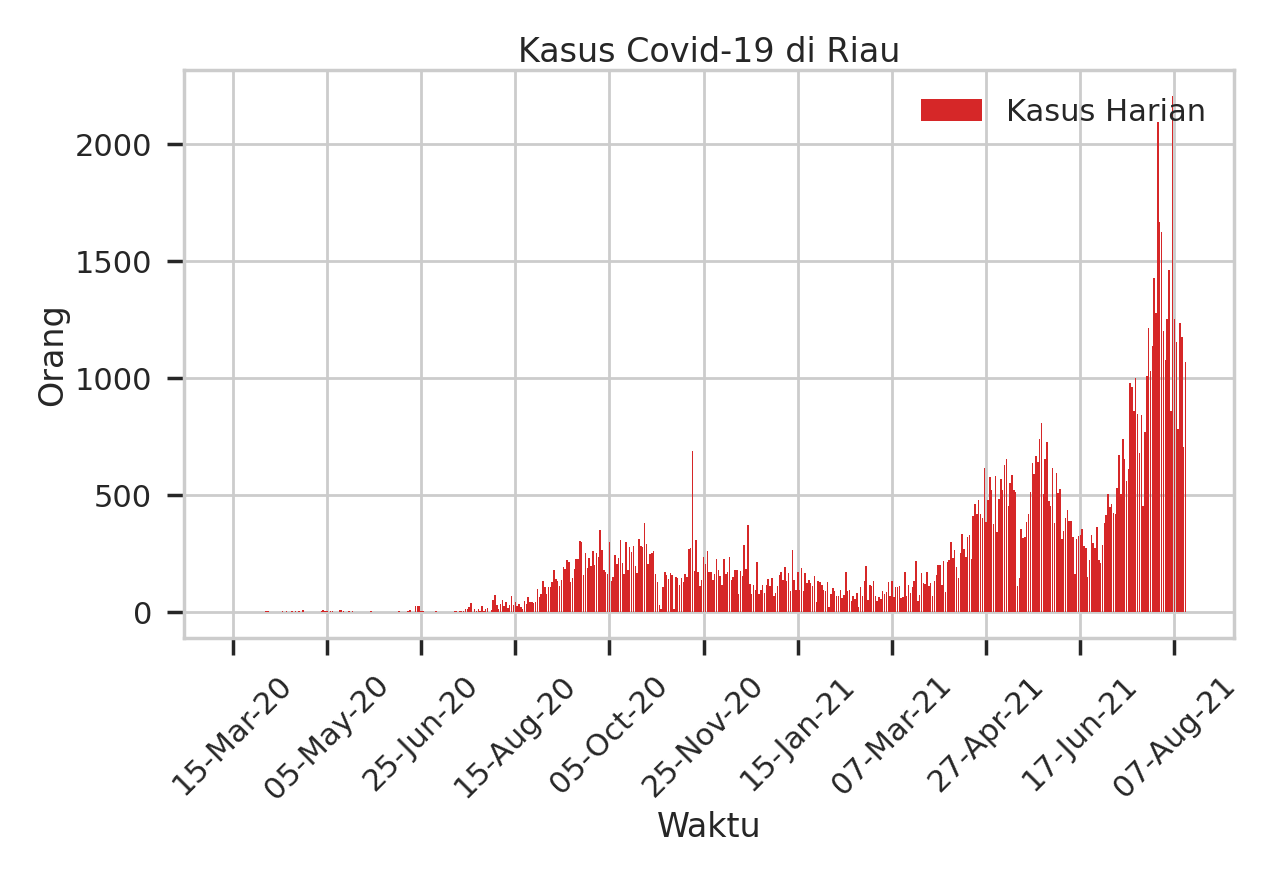 Kasus Covid-19 di Riau
Kasus Harian
2000
1500
1000
500
0
Orang
15-Mar-20
05-May-20
25-Jun-20
15-Aug-20
05-Oct-20
25-Nov-20
15-Jan-21
07-Mar-21
27-Apr-21
17-Jun-21
07-Aug-21
Waktu